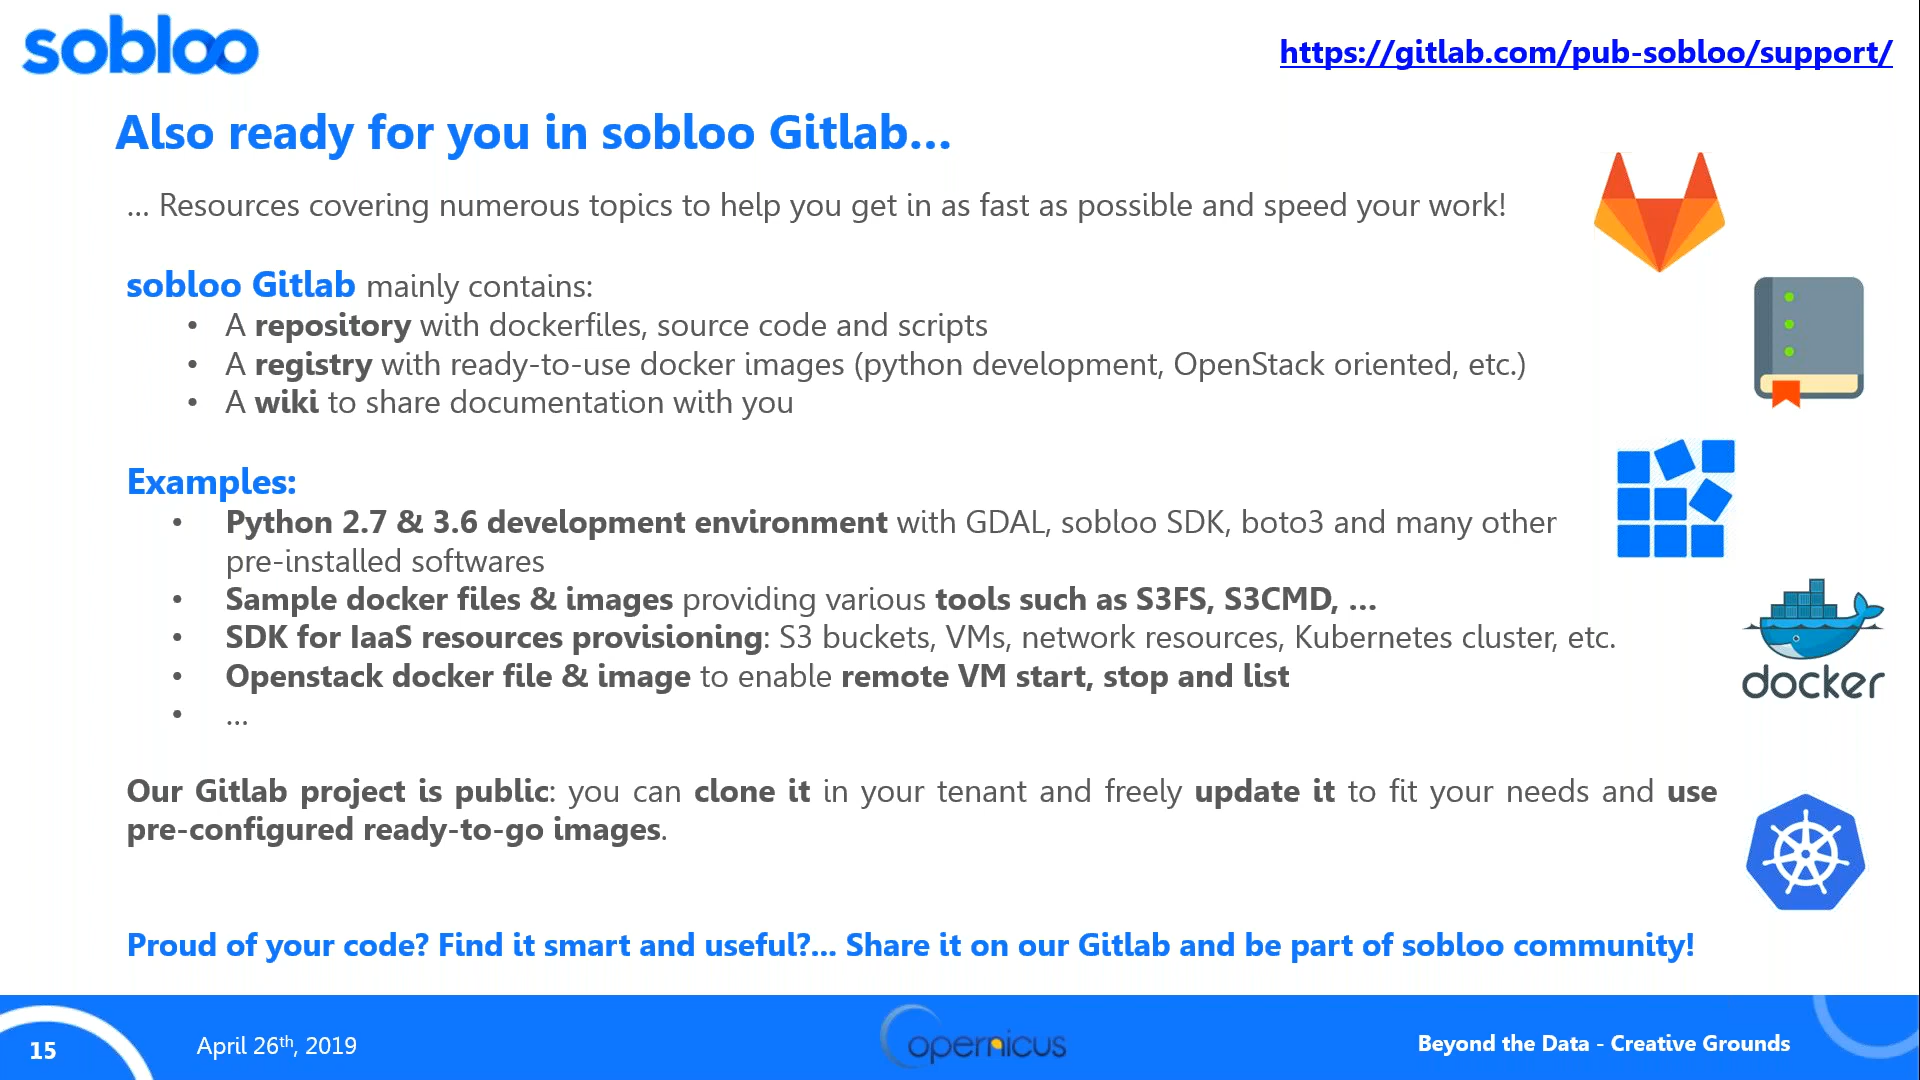 sobloo
https://gitlab.com/pub-sobloo/support/
Also ready for you in sobloo Gitlab...
... Resources covering numerous topics to help you get in as fast as possible and speed your work!
sobloo Gitlab mainly contains:
• A repository with dockerfiles, source code and scripts
• A registry with ready-to-use docker images (python development, OpenStack oriented, etc.)
• A wiki to share documentation with you
Examples:
• Python 2.7 & 3.6 development environment with GDAL, sobloo SDK, boto3 and many other
pre-installed softwares
• Sample docker files & images providing various tools such as S3FS, S3CMD, ...
• SDK for IaaS resources provisioning: S3 buckets, VMs, network resources, Kubernetes cluster, etc.
• Openstack docker file & image to enable remote VM start, stop and list
• ...
docker
Our Gitlab project is public: you can clone it in your tenant and freely update it to fit your needs and use
pre-configured ready-to-go images.
Proud of your code? Find it smart and useful?... Share it on our Gitlab and be part of sobloo community!
15
April 26th, 2019
Copernicus
Beyond the Data - Creative Grounds